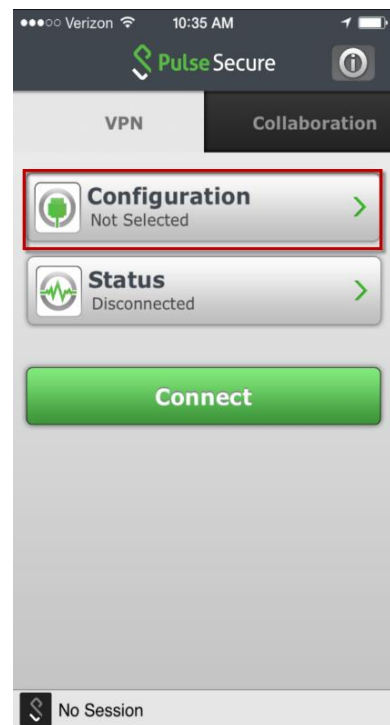 Verizon 10:35 AM
Pulse Secure
VPN Collaboration
Configuration
Not Selected
Status
Disconnected
Connect
No Session